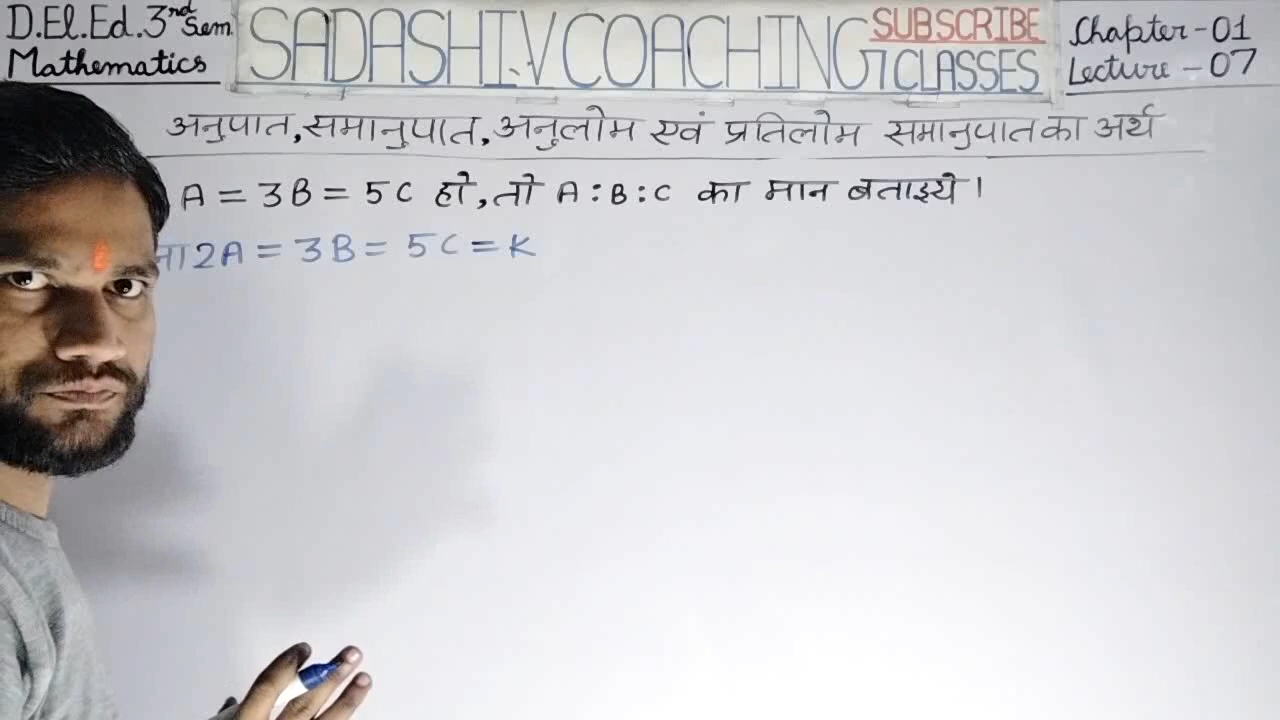 D.El.Ed. 3rd Sem.
Mathematics
SADASHIV COACHING CLASSES
SUBSCRIBE
Chapter - 01
Lecture - 07
अनुपात, समानुपात, अनुलोम एवं प्रतिलोम समानुपात का अर्थ
A = 3B = 5C हो, तो A : B : C का मान बताइये।
2A = 3B = 5C = K